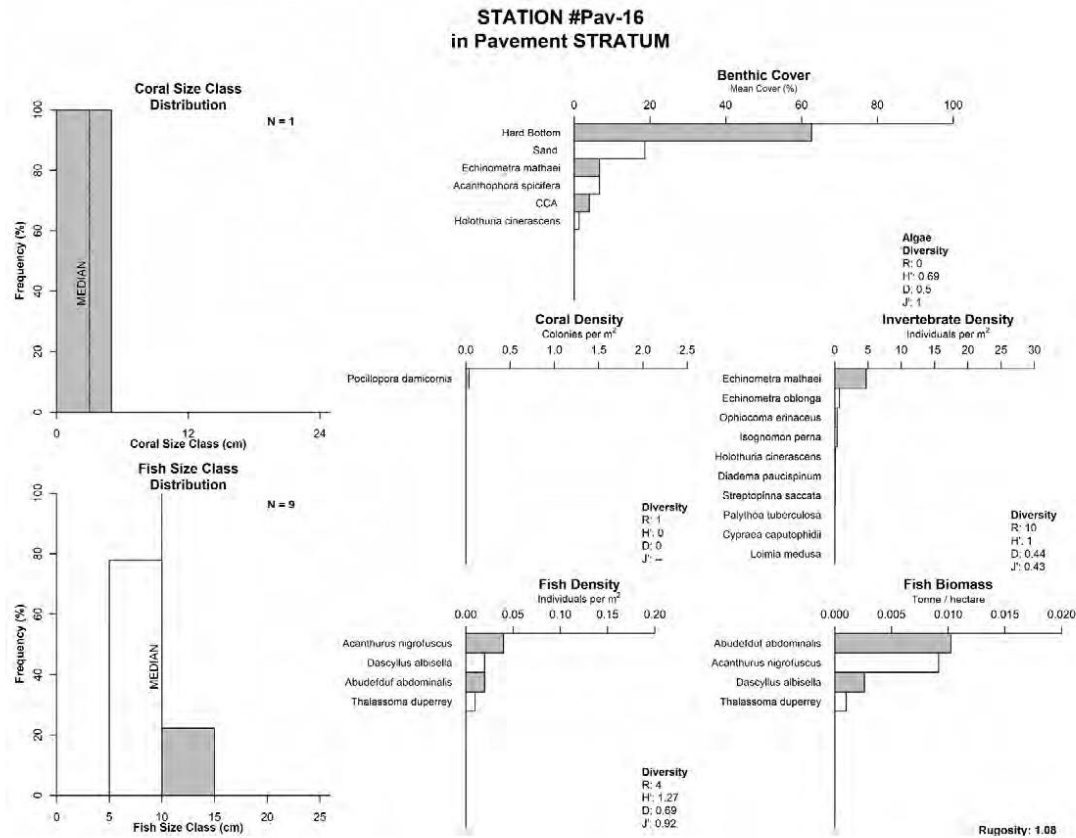 STATION #Pav-16
in Pavement STRATUM
Coral Size Class
Distribution
N = 1
100
80
60
40
20
0
Frequency (%)
MEDIAN
0 12 24
Coral Size Class (cm)
Benthic Cover
Mean Cover (%)
0 20 40 60 80 100
Hard Bottom
Sand
Echinometra mathaei
Acanthophora spicifera
CCA
Holothuria cinerascens
Algae
Diversity
R: 0
H': 0.69
D: 0.5
J': 1
Coral Density
Colonies per m²
0.0 0.5 1.0 1.5 2.0 2.5
Pocillopora damicornis
Diversity
R: 1
H': 0
D: 0
J': --
Invertebrate Density
Individuals per m²
0 5 10 15 20 25 30
Echinometra mathaei
Echinometra oblonga
Ophiocoma erinaceus
Isognomon perna
Holothuria cinerascens
Diadema paucispinum
Streptopinna saccata
Palythoa tuberculosa
Cypraea caputophidii
Loimia medusa
Diversity
R: 10
H': 1
D: 0.44
J': 0.43
Fish Size Class
Distribution
N = 9
100
80
60
40
20
0
Frequency (%)
MEDIAN
0 5 10 15 20 25
Fish Size Class (cm)
Fish Density
Individuals per m²
0.00 0.05 0.10 0.15 0.20
Acanthurus nigrofuscus
Dascyllus albisella
Abudefduf abdominalis
Thalassoma duperrey
Diversity
R: 4
H': 1.27
D: 0.69
J': 0.92
Fish Biomass
Tonne / hectare
0.000 0.005 0.010 0.015 0.020
Abudefduf abdominalis
Acanthurus nigrofuscus
Dascyllus albisella
Thalassoma duperrey
Rugosity: 1.08